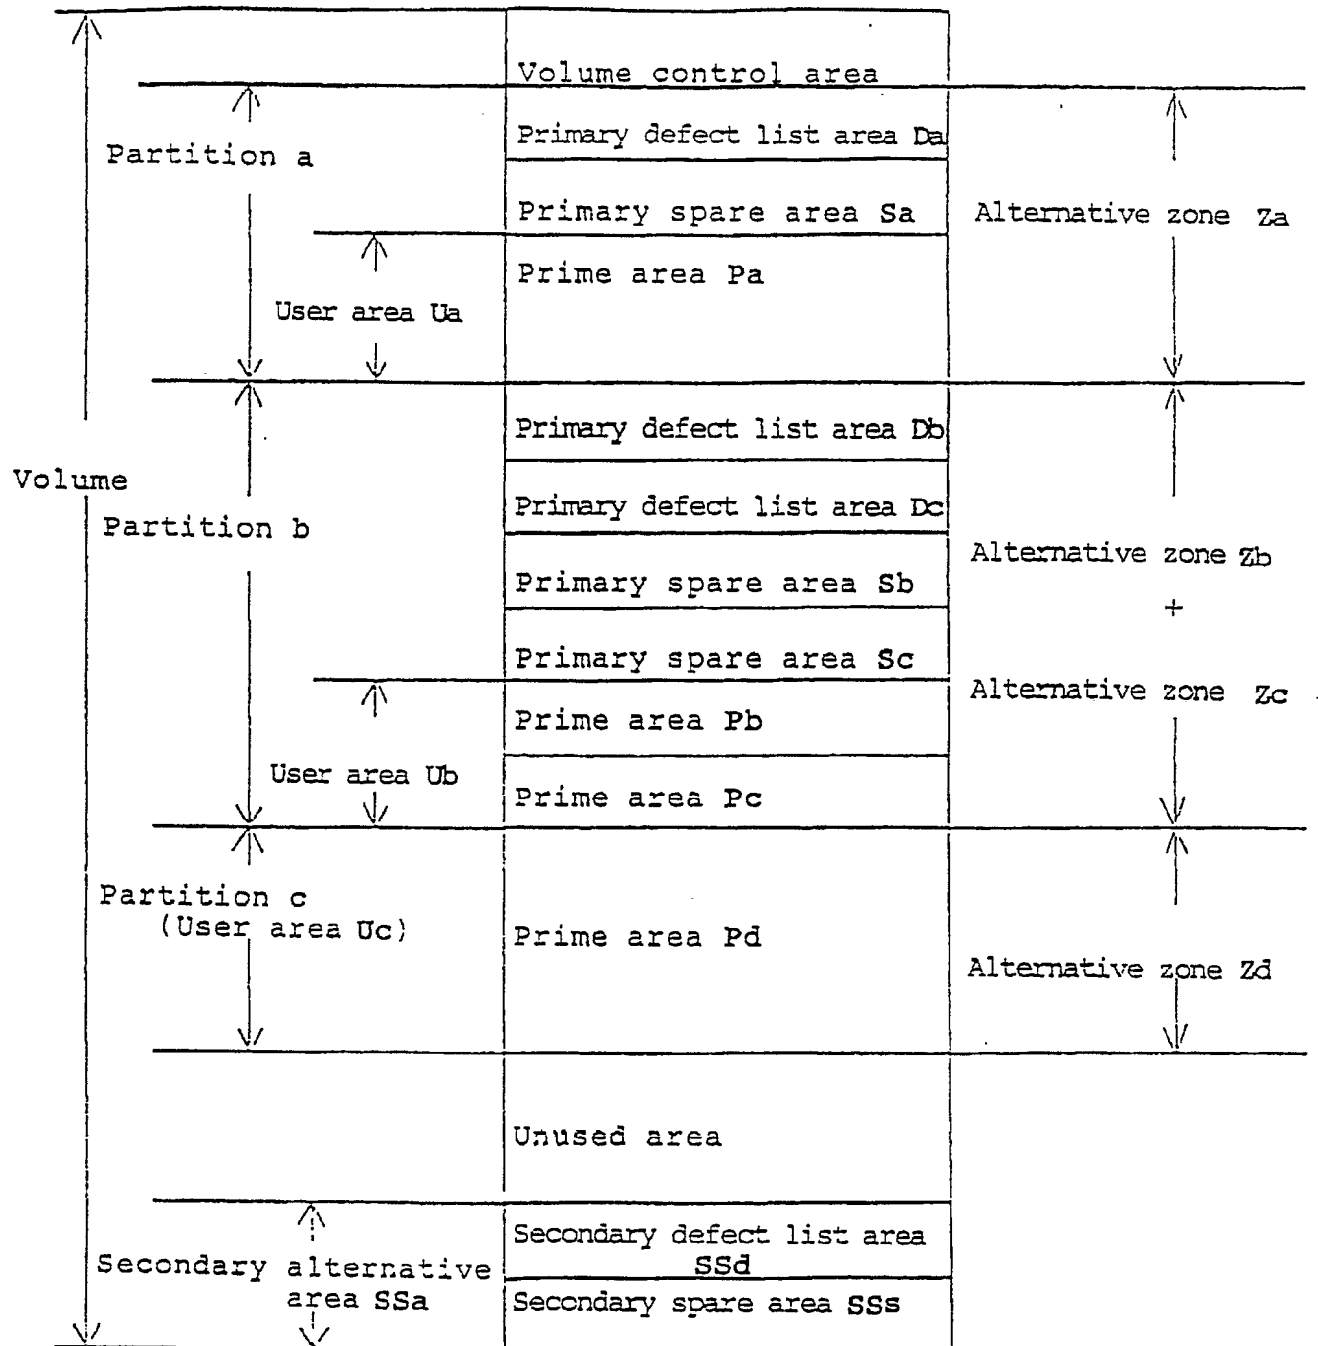 Volume control area
Primary defect list area Da
Partition a
Primary spare area Sa
Alternative zone Za
Prime area Pa
User area Ua
Primary defect list area Db
Volume
Primary defect list area Dc
Partition b
Alternative zone Zb
Primary spare area Sb
+
Primary spare area Sc
Alternative zone Zc
Prime area Pb
User area Ub
Prime area Pc
Partition c
(User area Uc)
Prime area Pd
Alternative zone Zd
Unused area
Secondary defect list area
SSd
Secondary alternative
area SSa
Secondary spare area SSs